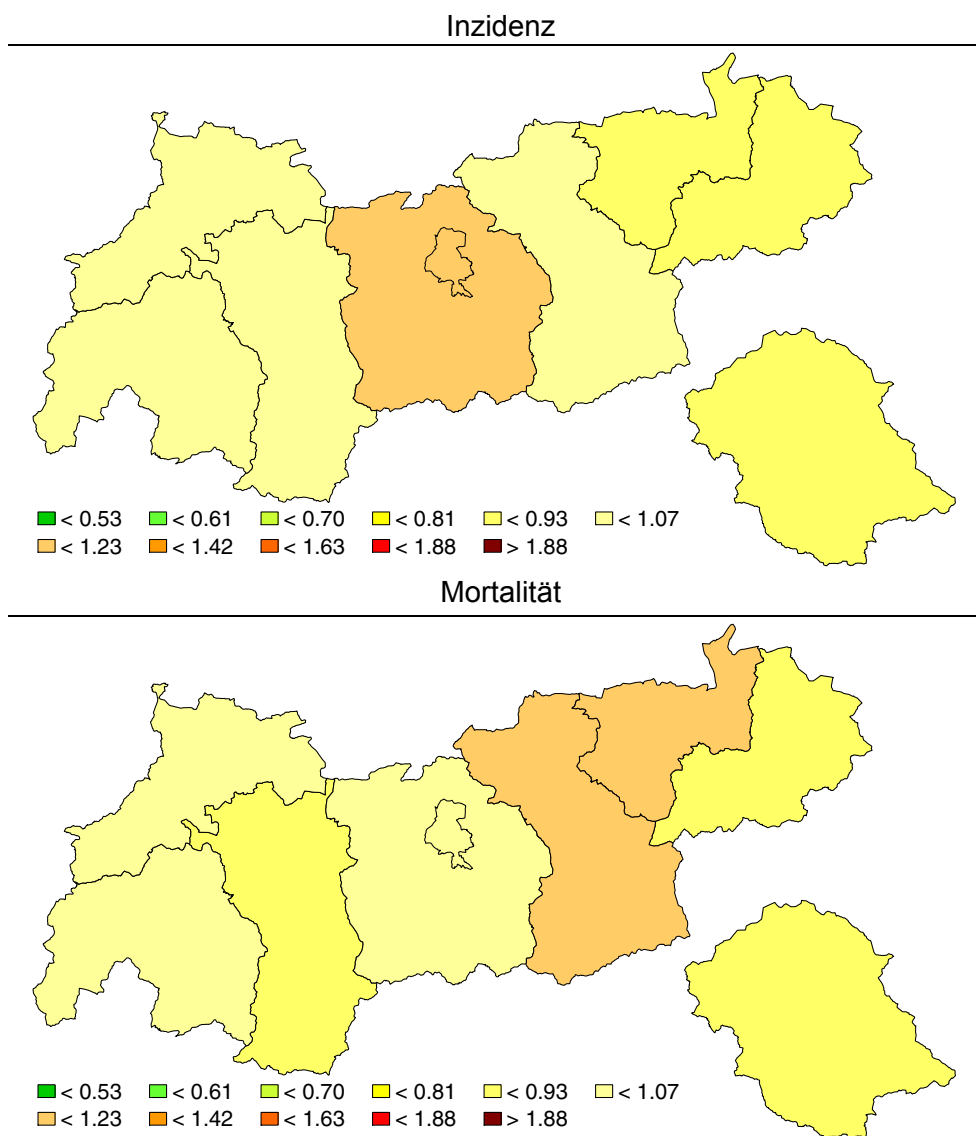 Inzidenz
< 0.53 < 0.61 < 0.70 < 0.81 < 0.93 < 1.07
< 1.23 < 1.42 < 1.63 < 1.88 > 1.88
Mortalität
< 0.53 < 0.61 < 0.70 < 0.81 < 0.93 < 1.07
< 1.23 < 1.42 < 1.63 < 1.88 > 1.88